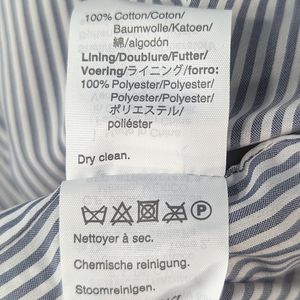 100% Cotton/Coton/
Baumwolle/Katoen/
綿/algodón
Lining/Doublure/Futter/
Voering/ライニング/forro:
100% Polyester/Polyester/
Polyester/Polyester/
ポリエステル/
poliéster
Dry clean.
P
Nettoyer à sec.
Chemische reinigung.
Stoomreinigen.